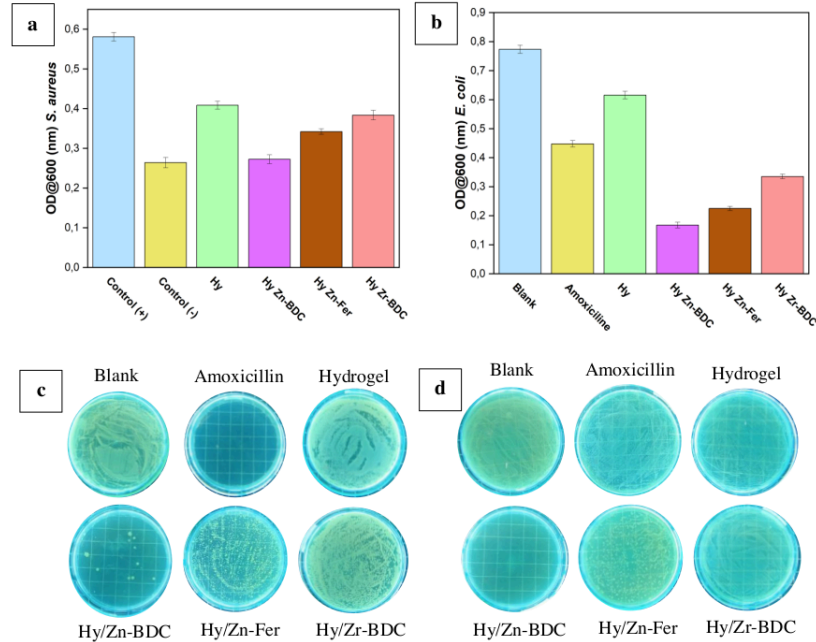 a
OD@600 (nm) S. aureus
0,6
0,5
0,4
0,3
0,2
0,1
0,0
Control (+)
Control (-)
Hy
Hy Zn-BDC
Hy Zn-Fer
Hy Zr-BDC
b
OD@600 (nm) E. coli
0,9
0,8
0,7
0,6
0,5
0,4
0,3
0,2
0,1
0,0
Blank
Amoxiciline
Hy
Hy Zn-BDC
Hy Zn-Fer
Hy Zr-BDC
c
Blank
Amoxicillin
Hydrogel
Hy/Zn-BDC
Hy/Zn-Fer
Hy/Zr-BDC
d
Blank
Amoxicillin
Hydrogel
Hy/Zn-BDC
Hy/Zn-Fer
Hy/Zr-BDC